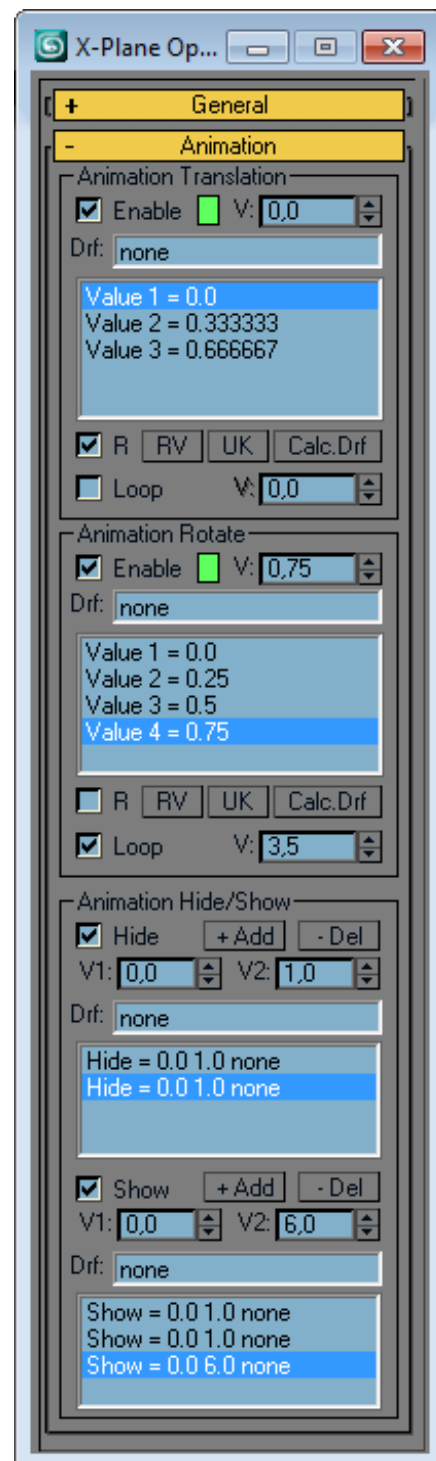 X-Plane Op...
+ General
- Animation
Animation Translation
Enable V: 0,0
Drf: none
Value 1 = 0.0
Value 2 = 0.333333
Value 3 = 0.666667
R RV UK Calc.Drf
Loop V: 0,0
Animation Rotate
Enable V: 0,75
Drf: none
Value 1 = 0.0
Value 2 = 0.25
Value 3 = 0.5
Value 4 = 0.75
R RV UK Calc.Drf
Loop V: 3,5
Animation Hide/Show
Hide + Add - Del
V1: 0,0 V2: 1,0
Drf: none
Hide = 0.0 1.0 none
Hide = 0.0 1.0 none
Show + Add - Del
V1: 0,0 V2: 6,0
Drf: none
Show = 0.0 1.0 none
Show = 0.0 1.0 none
Show = 0.0 6.0 none